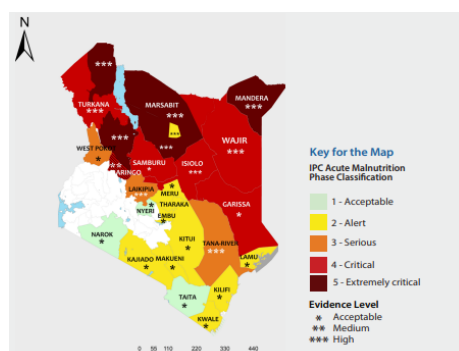 N
TURKANA
***
***
MARSABIT
***
MANDERA
***
***
***
***
WAJIR
***
WEST POKOT
*
**
BARINGO
SAMBURU
*
ISIOLO
***
LAIKIPIA
***
MERU
*
GARISSA
*
THARAKA
*
NYERI
EMBU
*
NAROK
*
KITUI
*
TANA-RIVER
***
LAMU
*
KAJIADO
*
MAKUENI
*
TAITA
*
KILIFI
*
KWALE
*
0 55 110 220 330 440
Key for the Map
IPC Acute Malnutrition
Phase Classification
1 - Acceptable
2 - Alert
3 - Serious
4 - Critical
5 - Extremely critical
Evidence Level
* Acceptable
** Medium
*** High